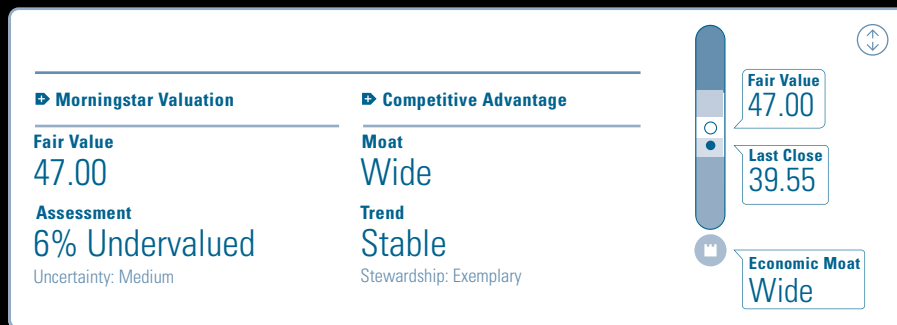 Morningstar Valuation
Fair Value
47.00
Assessment
6% Undervalued
Uncertainty: Medium
Competitive Advantage
Moat
Wide
Trend
Stable
Stewardship: Exemplary
Fair Value
47.00
Last Close
39.55
Economic Moat
Wide